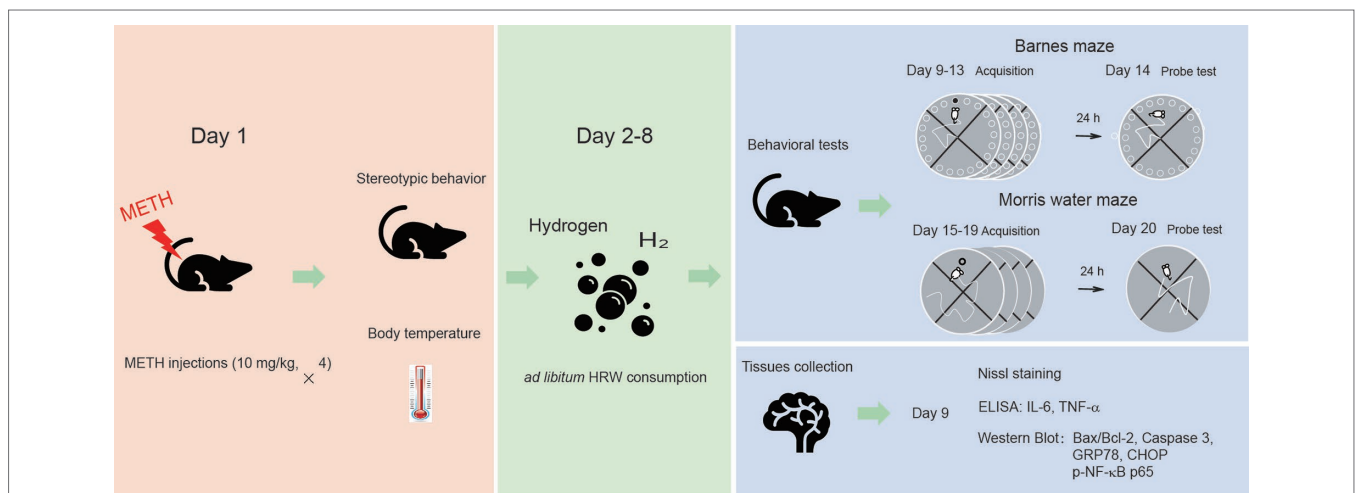 Day 1
METH
Stereotypic behavior
METH injections (10 mg/kg, × 4)
Body temperature
Day 2-8
Hydrogen
H₂
ad libitum HRW consumption
Behavioral tests
Barnes maze
Day 9-13 Acquisition
24 h
Day 14 Probe test
Morris water maze
Day 15-19 Acquisition
24 h
Day 20 Probe test
Tissues collection
Day 9
Nissl staining
ELISA: IL-6, TNF-α
Western Blot: Bax/Bcl-2, Caspase 3,
GRP78, CHOP
p-NF-κB p65